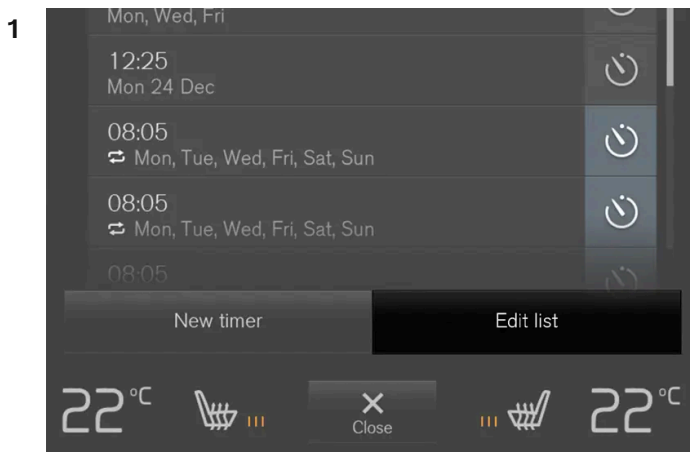 1
Mon, Wed, Fri
12:25
Mon 24 Dec
08:05
Mon, Tue, Wed, Fri, Sat, Sun
08:05
Mon, Tue, Wed, Fri, Sat, Sun
08:05
New timer
Edit list
22°C
Close
22°C